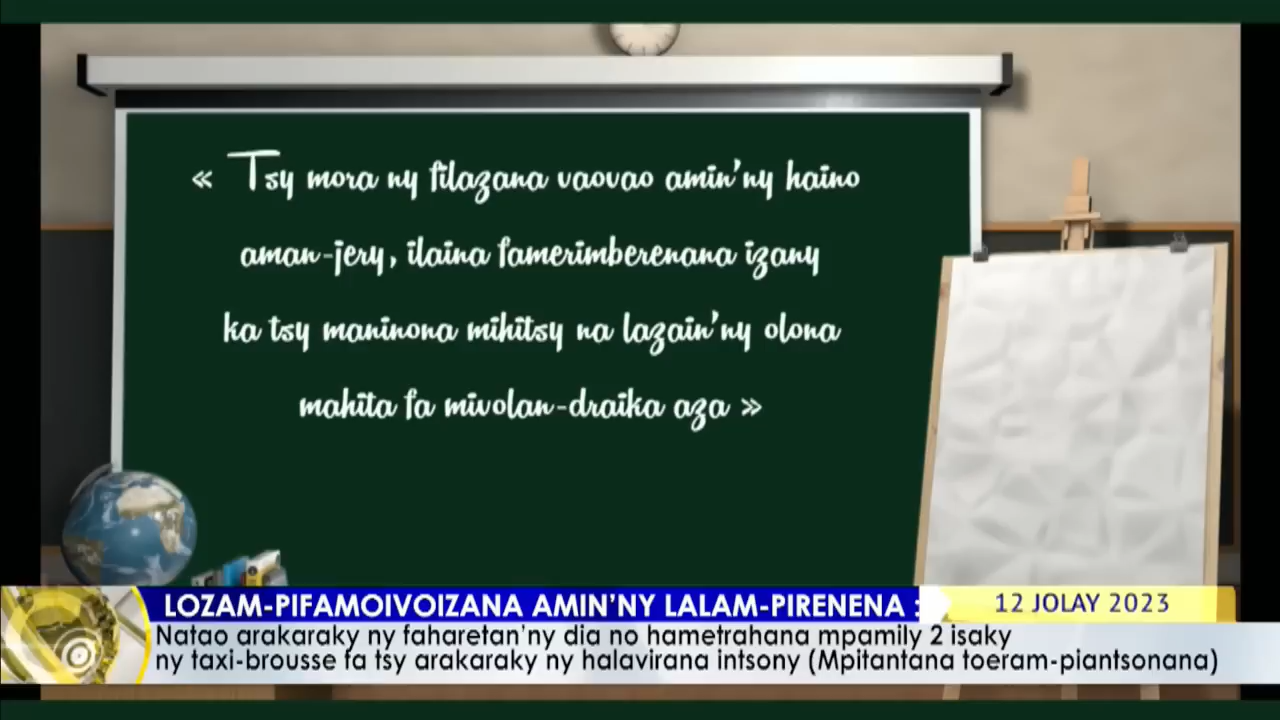 « Tsy mora ny filazana vaovao amin'ny haino
aman-jery, ilaina famerimberenana izany
ka tsy maninona mihitsy na lazain'ny olona
mahita fa mivolan-draika aza »
LOZAM-PIFAMOIVOIZANA AMIN'NY LALAM-PIRENENA :
12 JOLAY 2023
Natao arakaraky ny faharetan'ny dia no hametrahana mpamily 2 isaky
ny taxi-brousse fa tsy arakaraky ny halavirana intsony (Mpitantana toeram-piantsonana)